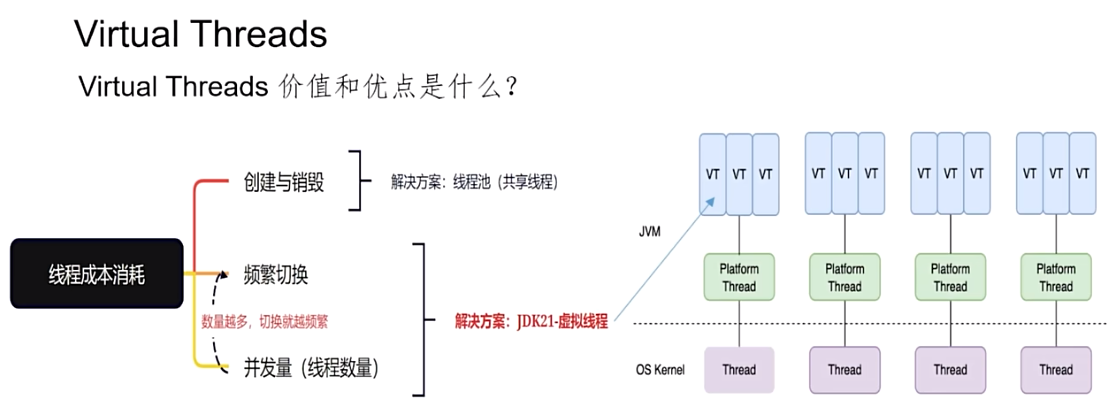 Virtual Threads
Virtual Threads 价值和优点是什么？
线程成本消耗
创建与销毁
解决方案：线程池（共享线程）
频繁切换
数量越多，切换就越频繁
并发量（线程数量）
解决方案：JDK21-虚拟线程
VT VT VT
VT VT VT
VT VT VT
VT VT VT
JVM
Platform
Thread
Platform
Thread
Platform
Thread
Platform
Thread
OS Kernel
Thread
Thread
Thread
Thread